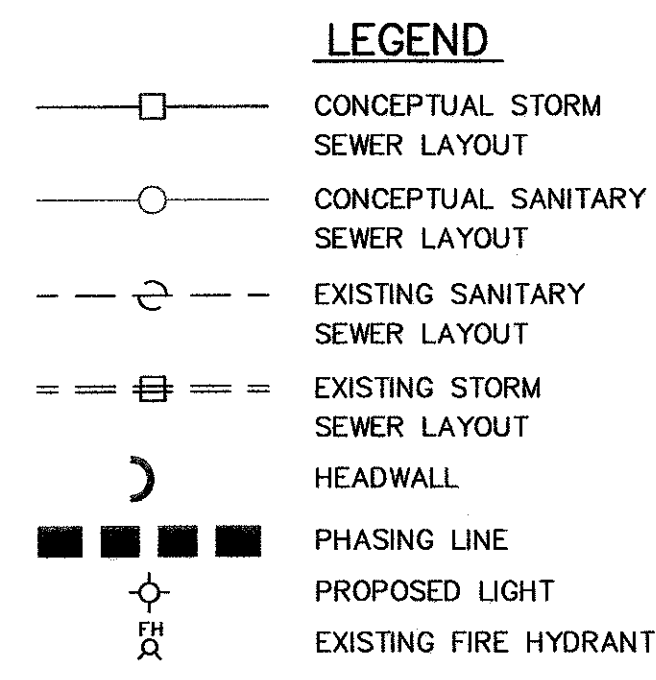 LEGEND
CONCEPTUAL STORM
SEWER LAYOUT
CONCEPTUAL SANITARY
SEWER LAYOUT
EXISTING SANITARY
SEWER LAYOUT
EXISTING STORM
SEWER LAYOUT
HEADWALL
PHASING LINE
PROPOSED LIGHT
FH
EXISTING FIRE HYDRANT